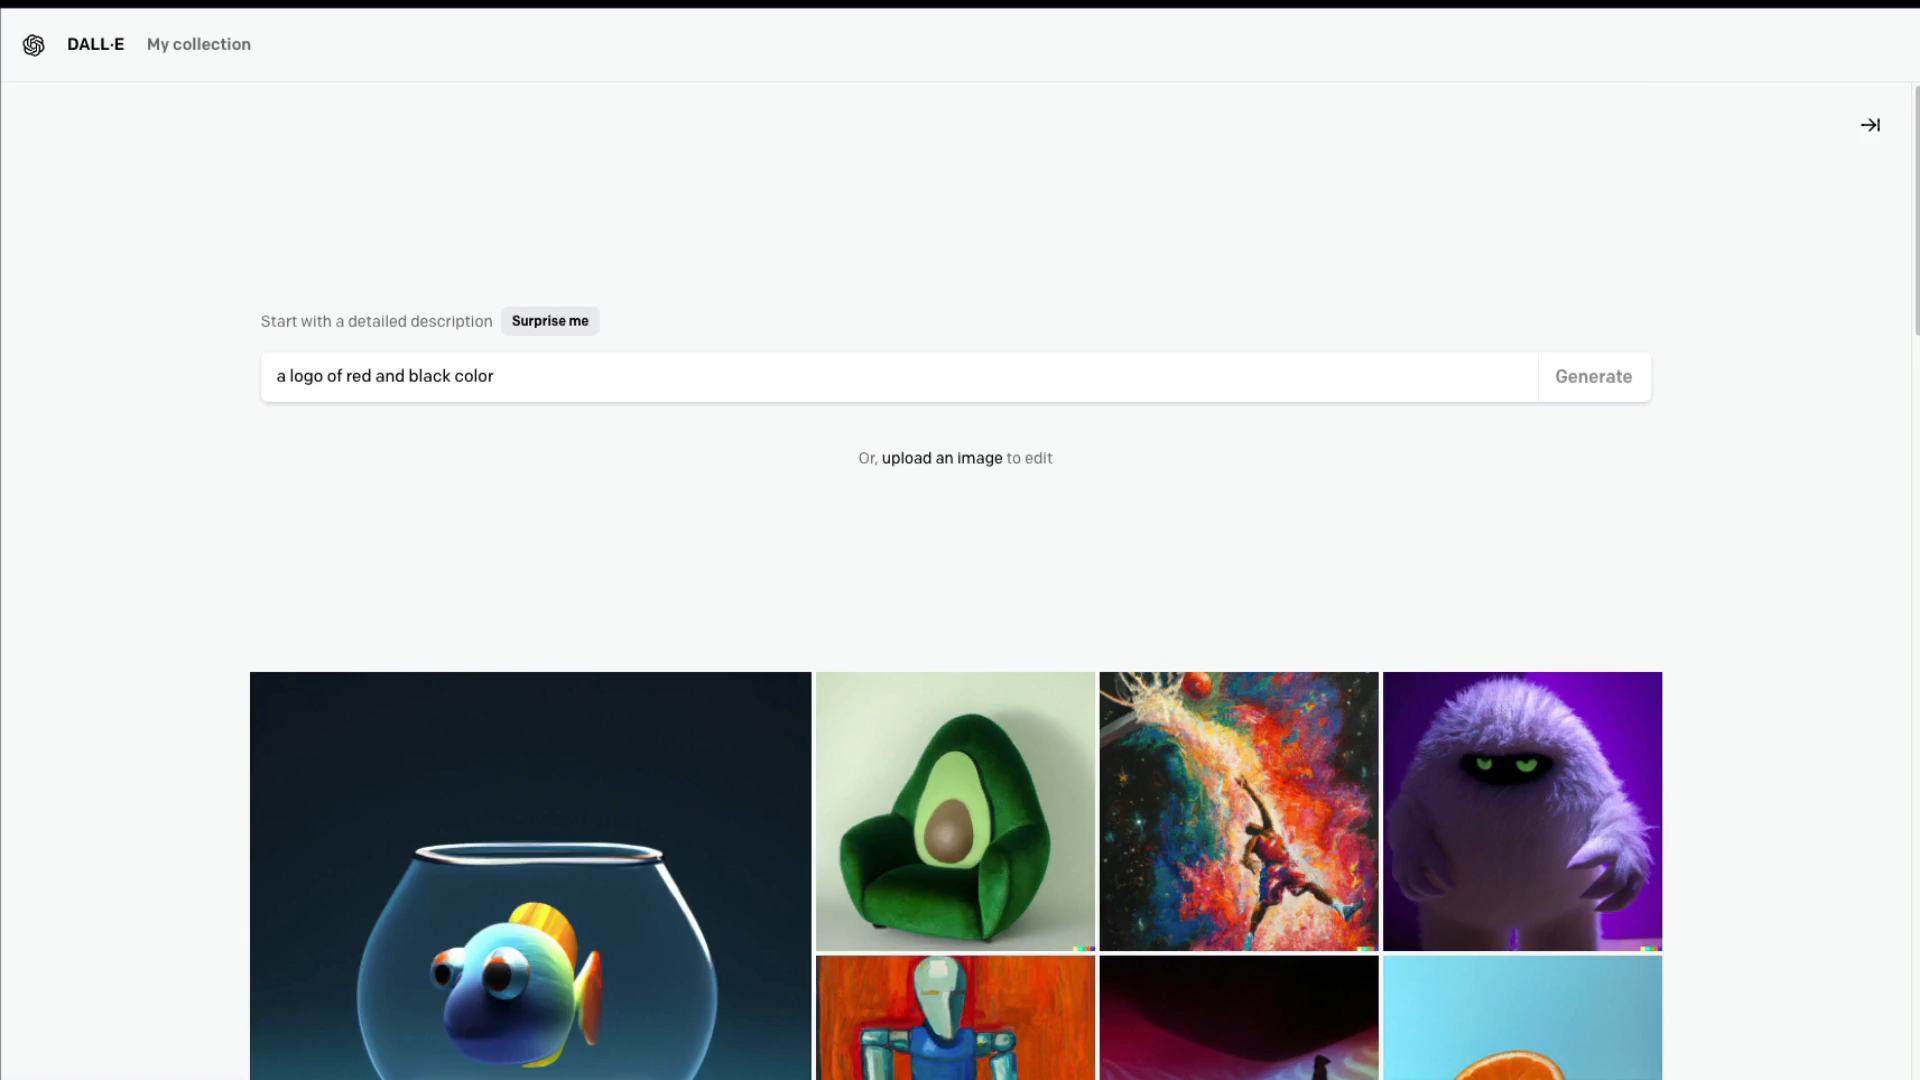 DALL·E My collection
Start with a detailed description Surprise me
a logo of red and black color Generate
Or, upload an image to edit